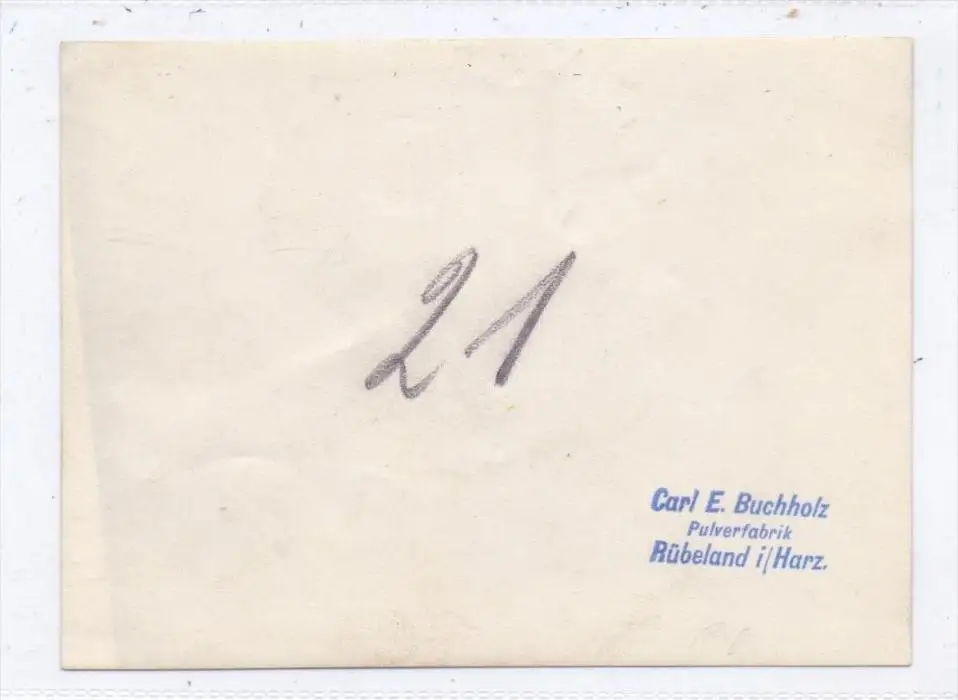 21
Carl E. Buchholz
Pulverfabrik
Rübeland i/Harz.